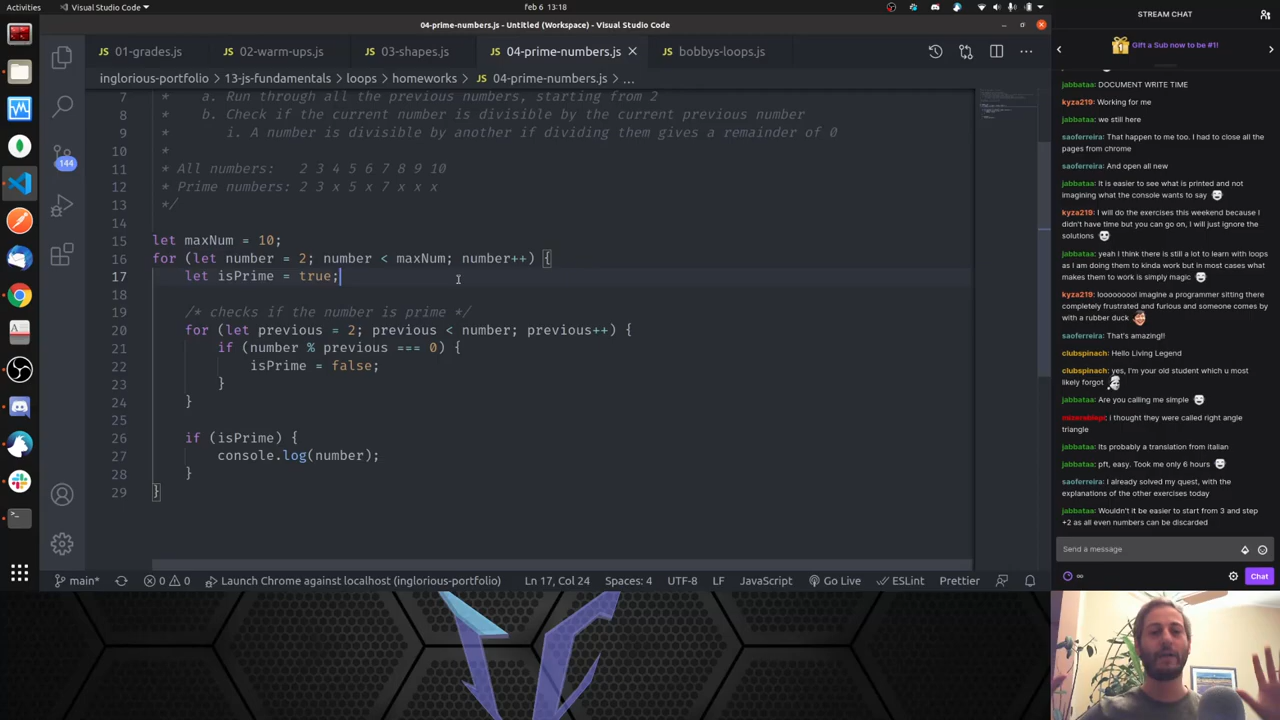 Activities
Visual Studio Code
Feb 6 13:18
04-prime-numbers.js - Untitled (Workspace) - Visual Studio Code
JS 01-grades.js
JS 02-warm-ups.js
JS 03-shapes.js
JS 04-prime-numbers.js
JS bobbys-loops.js
inglorious-portfolio > 13-js-fundamentals > loops > homeworks > JS 04-prime-numbers.js > ...
7 * a. Run through all the previous numbers, starting from 2
8 * b. Check if the current number is divisible by the current previous number
9 * i. A number is divisible by another if dividing them gives a remainder of 0
10 *
11 * All numbers: 2 3 4 5 6 7 8 9 10
12 * Prime numbers: 2 3 x 5 x 7 x x x
13 */
14
15 let maxNum = 10;
16 for (let number = 2; number < maxNum; number++) {
17 let isPrime = true;
18
19 /* checks if the number is prime */
20 for (let previous = 2; previous < number; previous++) {
21 if (number % previous === 0) {
22 isPrime = false;
23 }
24 }
25
26 if (isPrime) {
27 console.log(number);
28 }
29 }
144
main*
0 0
Launch Chrome against localhost (inglorious-portfolio)
Ln 17, Col 24
Spaces: 4
UTF-8
LF
JavaScript
Go Live
ESLint
Prettier
STREAM CHAT
Gift a Sub now to be #1!
jabbataa: DOCUMENT WRITE TIME
kyza219: Working for me
jabbataa: we still here
saoferreira: That happen to me too. I had to close all the
pages from chrome
saoferreira: And open all new
jabbataa: It is easier to see what is printed and not
imagining what the console wants to say
kyza219: I will do the exercises this weekend because I
didn't have time but you can go on, I will just ignore the
solutions
jabbataa: yeah I think there is still a lot to learn with loops
as I am doing them to kinda work but in most cases what
makes them to work is simply magic
kyza219: looooooool imagine a programmer sitting there
completely frustrated and furious and someone comes by
with a rubber duck
saoferreira: That's amazing!!
clubspinach: Hello Living Legend
clubspinach: yes, I'm your old student which u most
likely forgot
jabbataa: Are you calling me simple
i thought they were called right angle
triangle
jabbataa: Its probably a translation from italian
jabbataa: pft, easy. Took me only 6 hours
saoferreira: I already solved my quest, with the
explanations of the other exercises today
jabbataa: Wouldn't it be easier to start from 3 and step
+2 as all even numbers can be discarded
Send a message
Chat